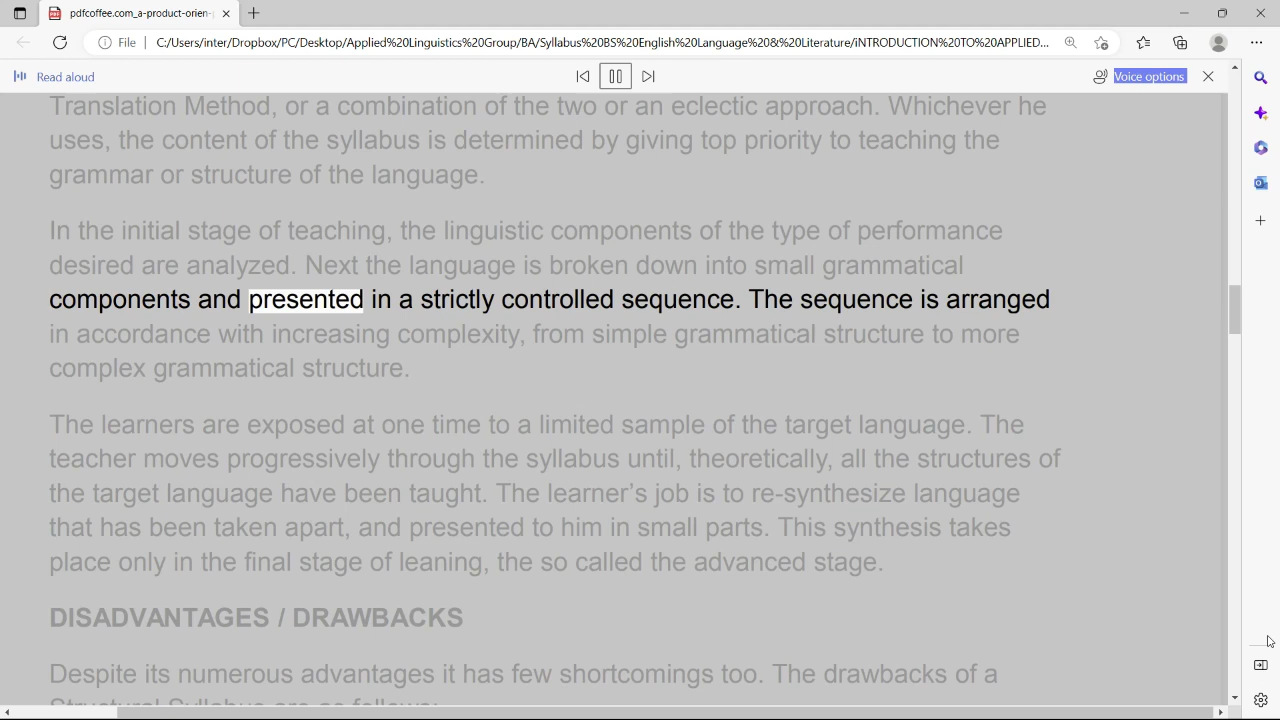 pdfcoffee.com_a-product-orien-
File
C:/Users/inter/Dropbox/PC/Desktop/Applied%20Linguistics%20Group/BA/Syllabus%20BS%20English%20Language%20&%20Literature/iNTRODUCTION%20TO%20APPLIED...
Read aloud
Voice options
Translation Method, or a combination of the two or an eclectic approach. Whichever he
uses, the content of the syllabus is determined by giving top priority to teaching the
grammar or structure of the language.
In the initial stage of teaching, the linguistic components of the type of performance
desired are analyzed. Next the language is broken down into small grammatical
components and presented in a strictly controlled sequence. The sequence is arranged
in accordance with increasing complexity, from simple grammatical structure to more
complex grammatical structure.
The learners are exposed at one time to a limited sample of the target language. The
teacher moves progressively through the syllabus until, theoretically, all the structures of
the target language have been taught. The learner's job is to re-synthesize language
that has been taken apart, and presented to him in small parts. This synthesis takes
place only in the final stage of leaning, the so called the advanced stage.
DISADVANTAGES / DRAWBACKS
Despite its numerous advantages it has few shortcomings too. The drawbacks of a
Structural Syllabus are as follows: